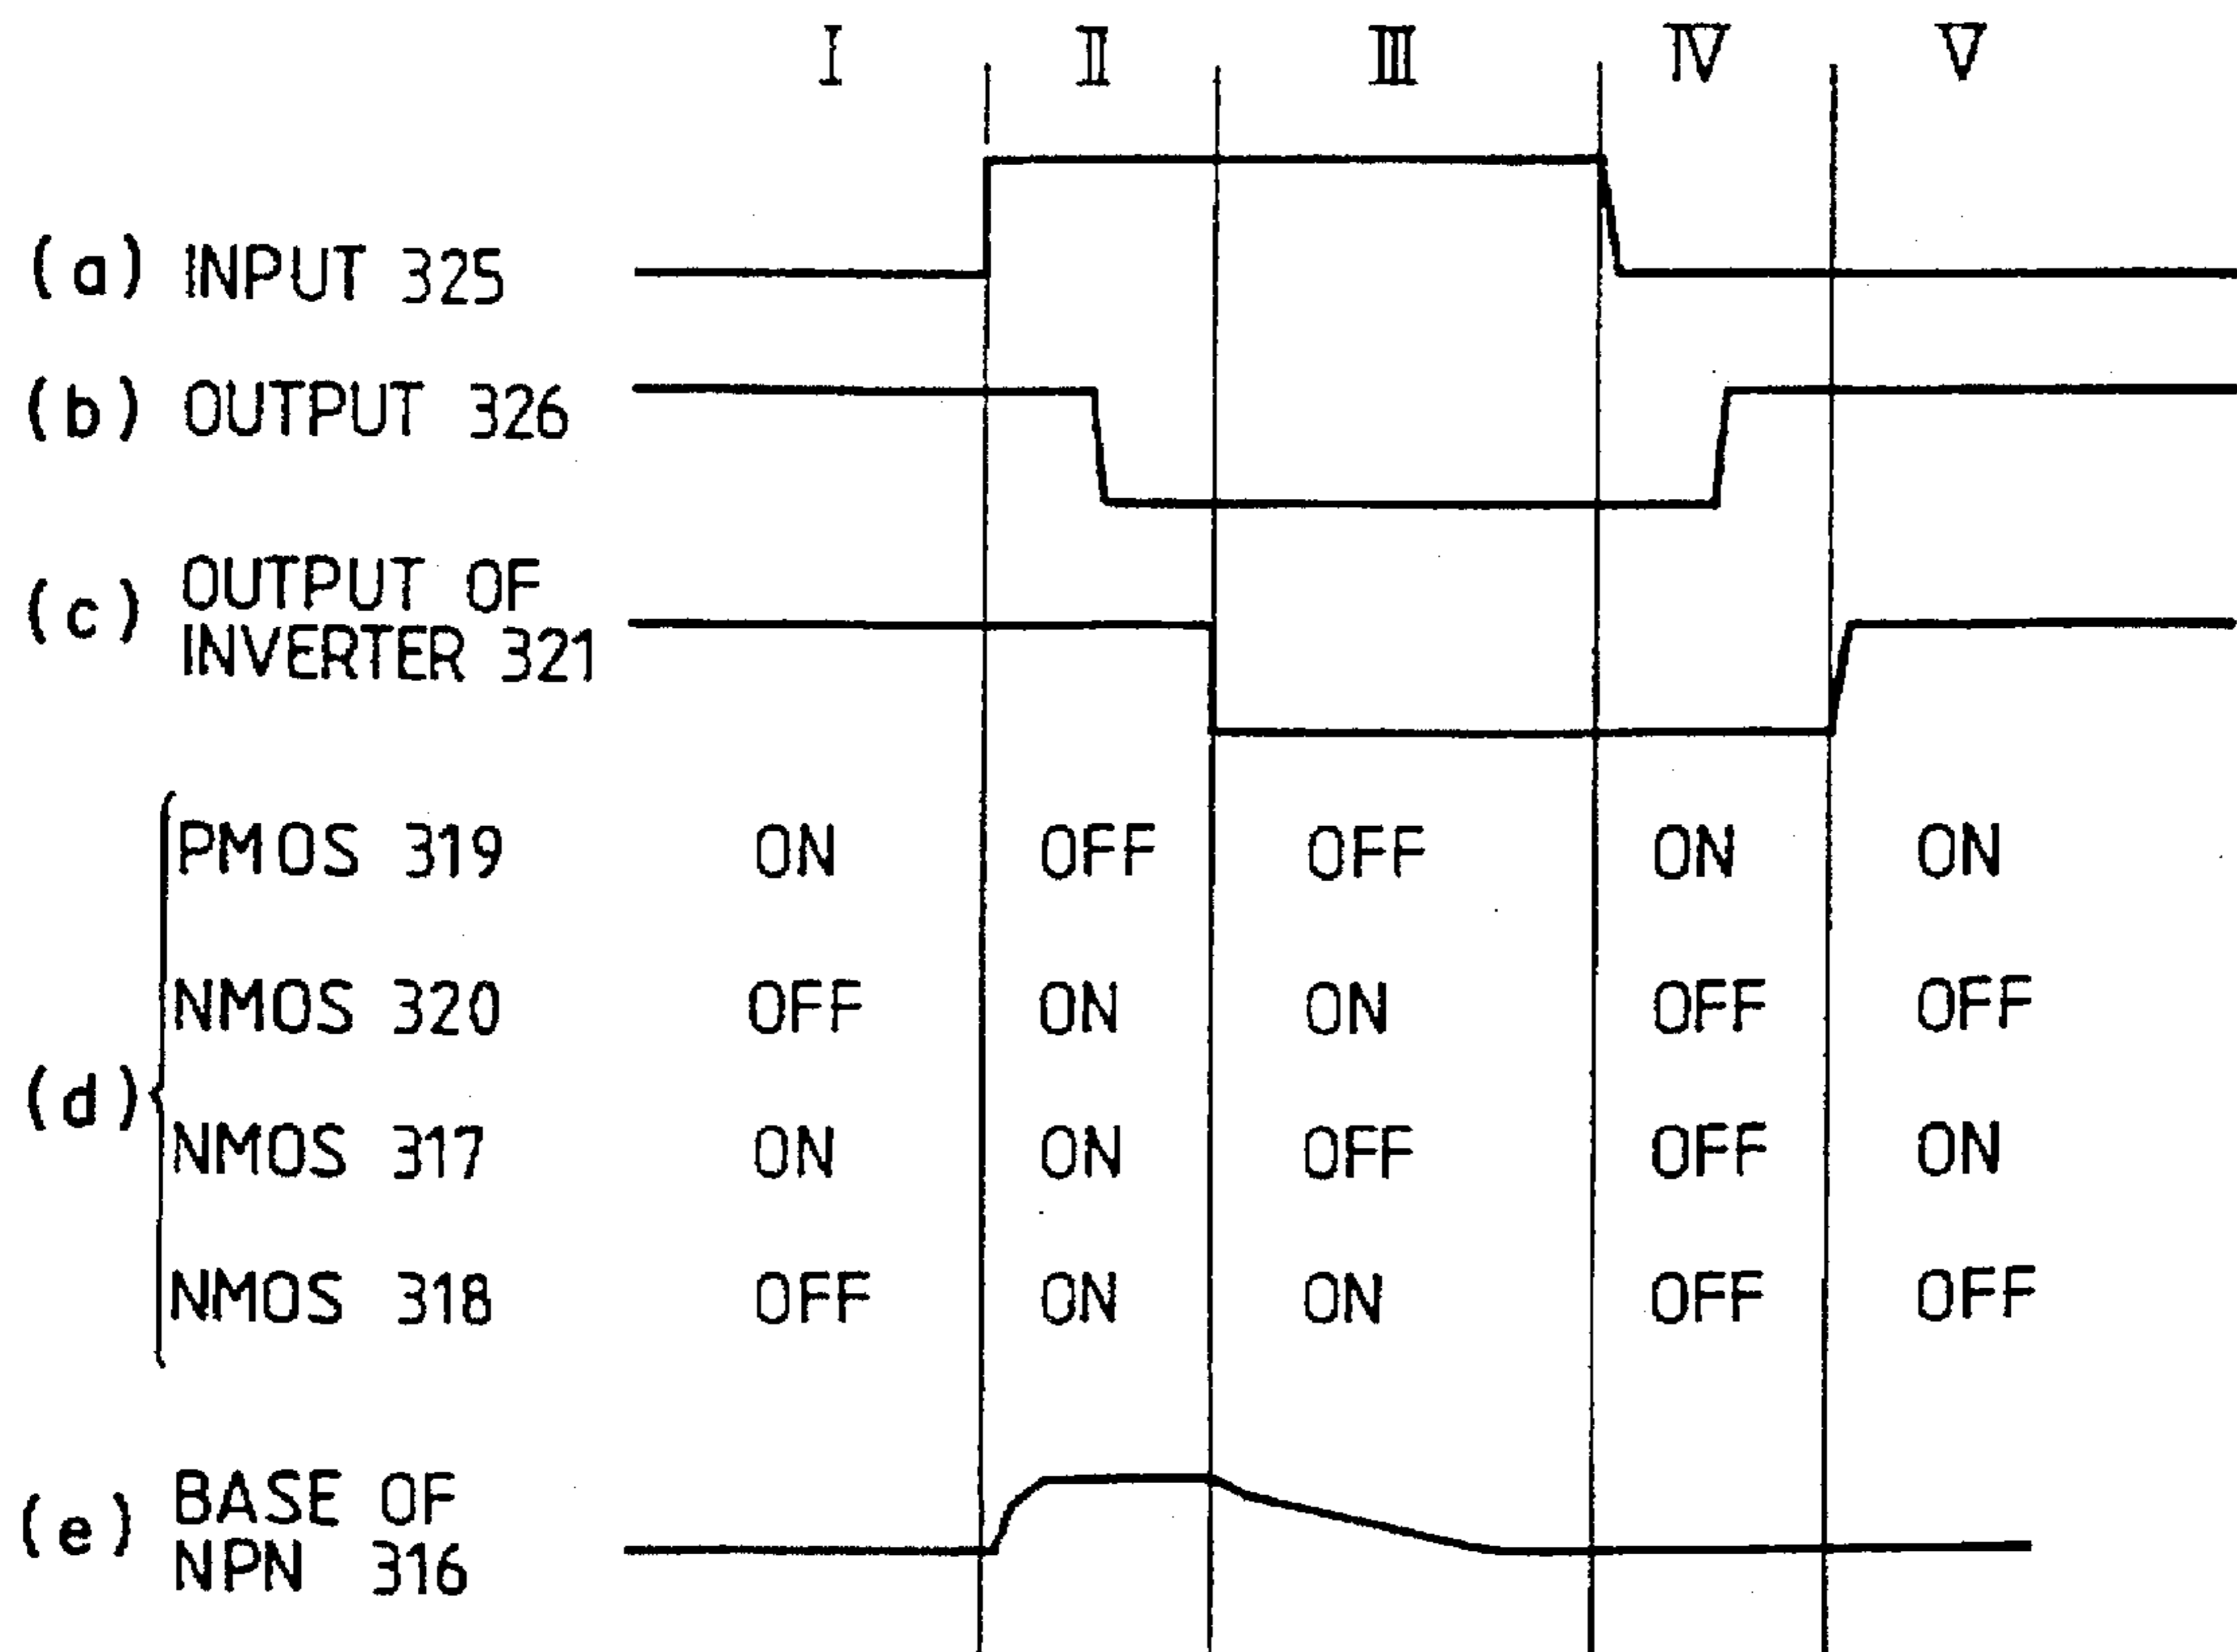 I II III IV V
(a) INPUT 325
(b) OUTPUT 326
(c) OUTPUT OF
INVERTER 321
(d)
PMOS 319 ON OFF OFF ON ON
NMOS 320 OFF ON ON OFF OFF
NMOS 317 ON ON OFF OFF ON
NMOS 318 OFF ON ON OFF OFF
(e) BASE OF
NPN 316